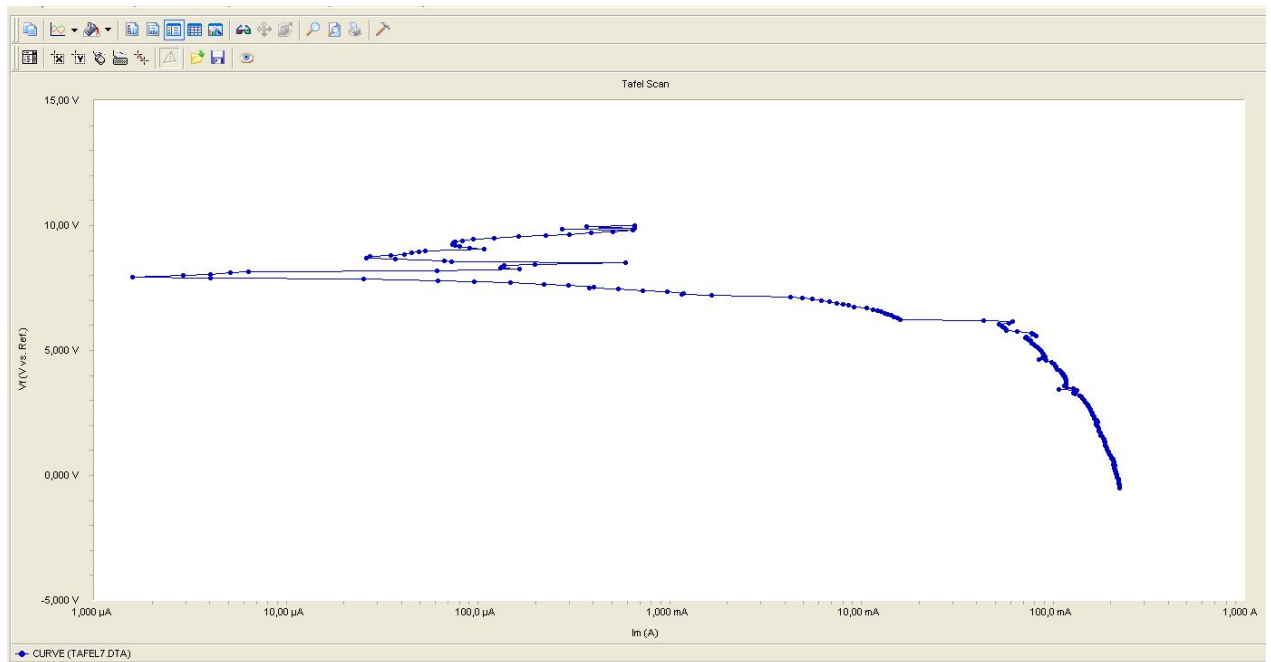 Tafel Scan
15,00 V
10,00 V
5,000 V
0,000 V
-5,000 V
Vf (V vs. Ref.)
1,000 µA
10,00 µA
100,0 µA
1,000 mA
10,00 mA
100,0 mA
1,000 A
Im (A)
CURVE (TAFEL7.DTA)